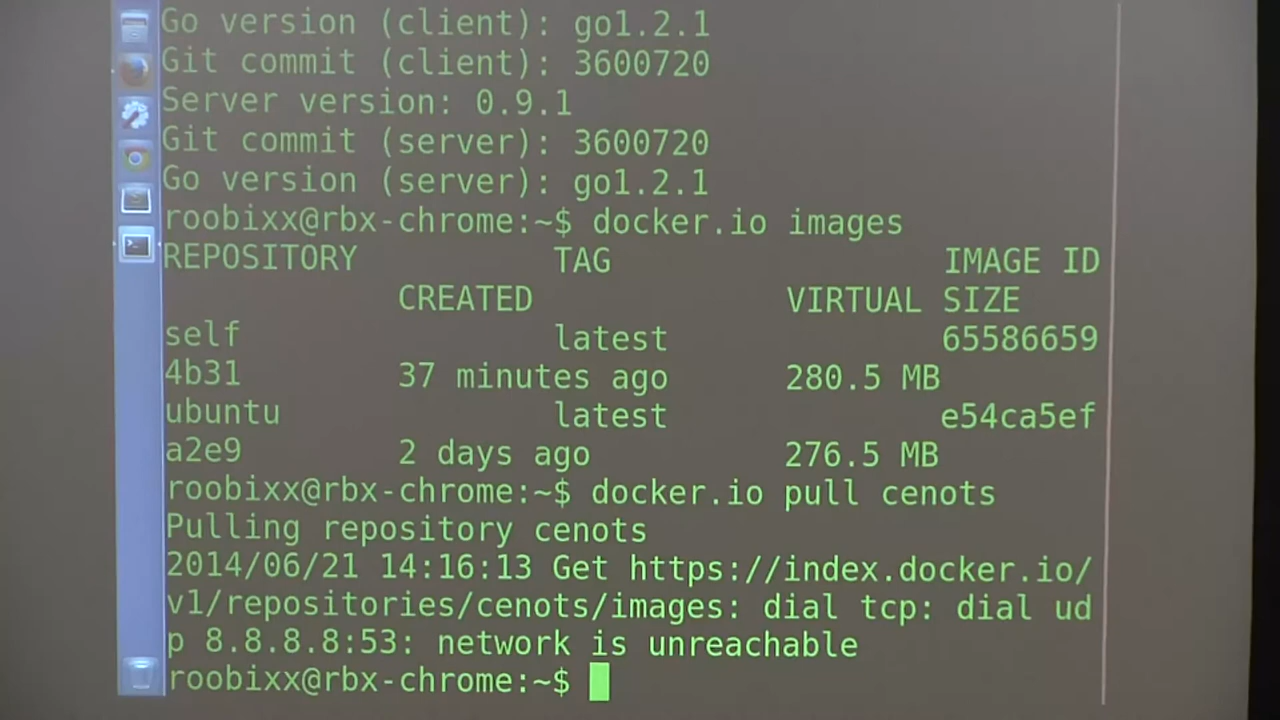 Go version (client): go1.2.1
Git commit (client): 3600720
Server version: 0.9.1
Git commit (server): 3600720
Go version (server): go1.2.1
roobixx@rbx-chrome:~$ docker.io images
REPOSITORY TAG IMAGE ID
CREATED VIRTUAL SIZE
self latest 65586659
4b31 37 minutes ago 280.5 MB
ubuntu latest e54ca5ef
a2e9 2 days ago 276.5 MB
roobixx@rbx-chrome:~$ docker.io pull cenots
Pulling repository cenots
2014/06/21 14:16:13 Get https://index.docker.io/
v1/repositories/cenots/images: dial tcp: dial ud
p 8.8.8.8:53: network is unreachable
roobixx@rbx-chrome:~$